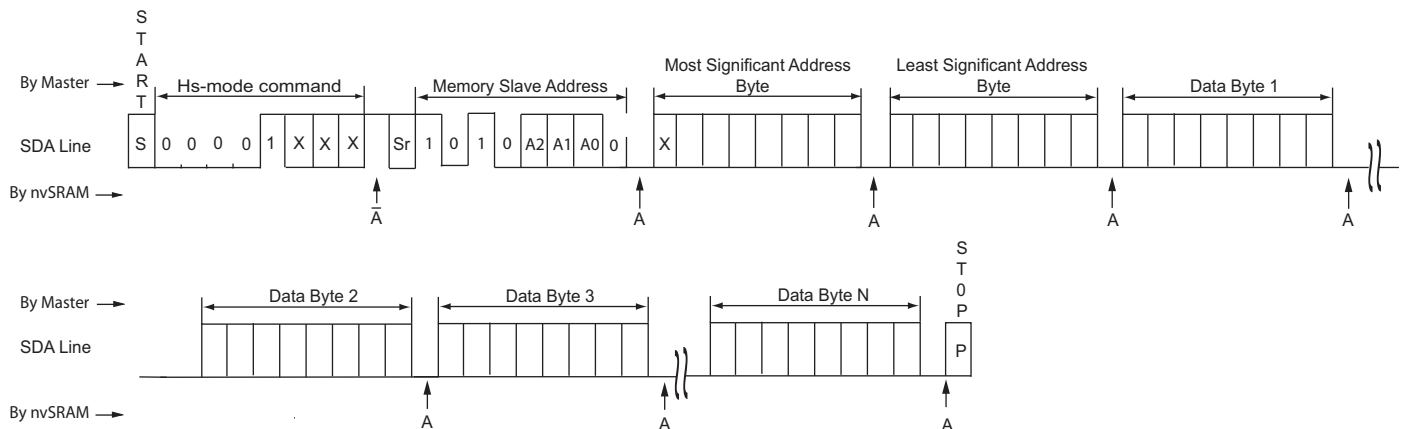 START
By Master
Hs-mode command
Memory Slave Address
Most Significant Address
Byte
Least Significant Address
Byte
Data Byte 1
SDA Line
S 0 0 0 0 1 X X X Sr 1 0 1 0 A2 A1 A0 0 X
By nvSRAM
A̅ A A A A
ST0P
By Master
Data Byte 2
Data Byte 3
Data Byte N
SDA Line
P
By nvSRAM
A A A